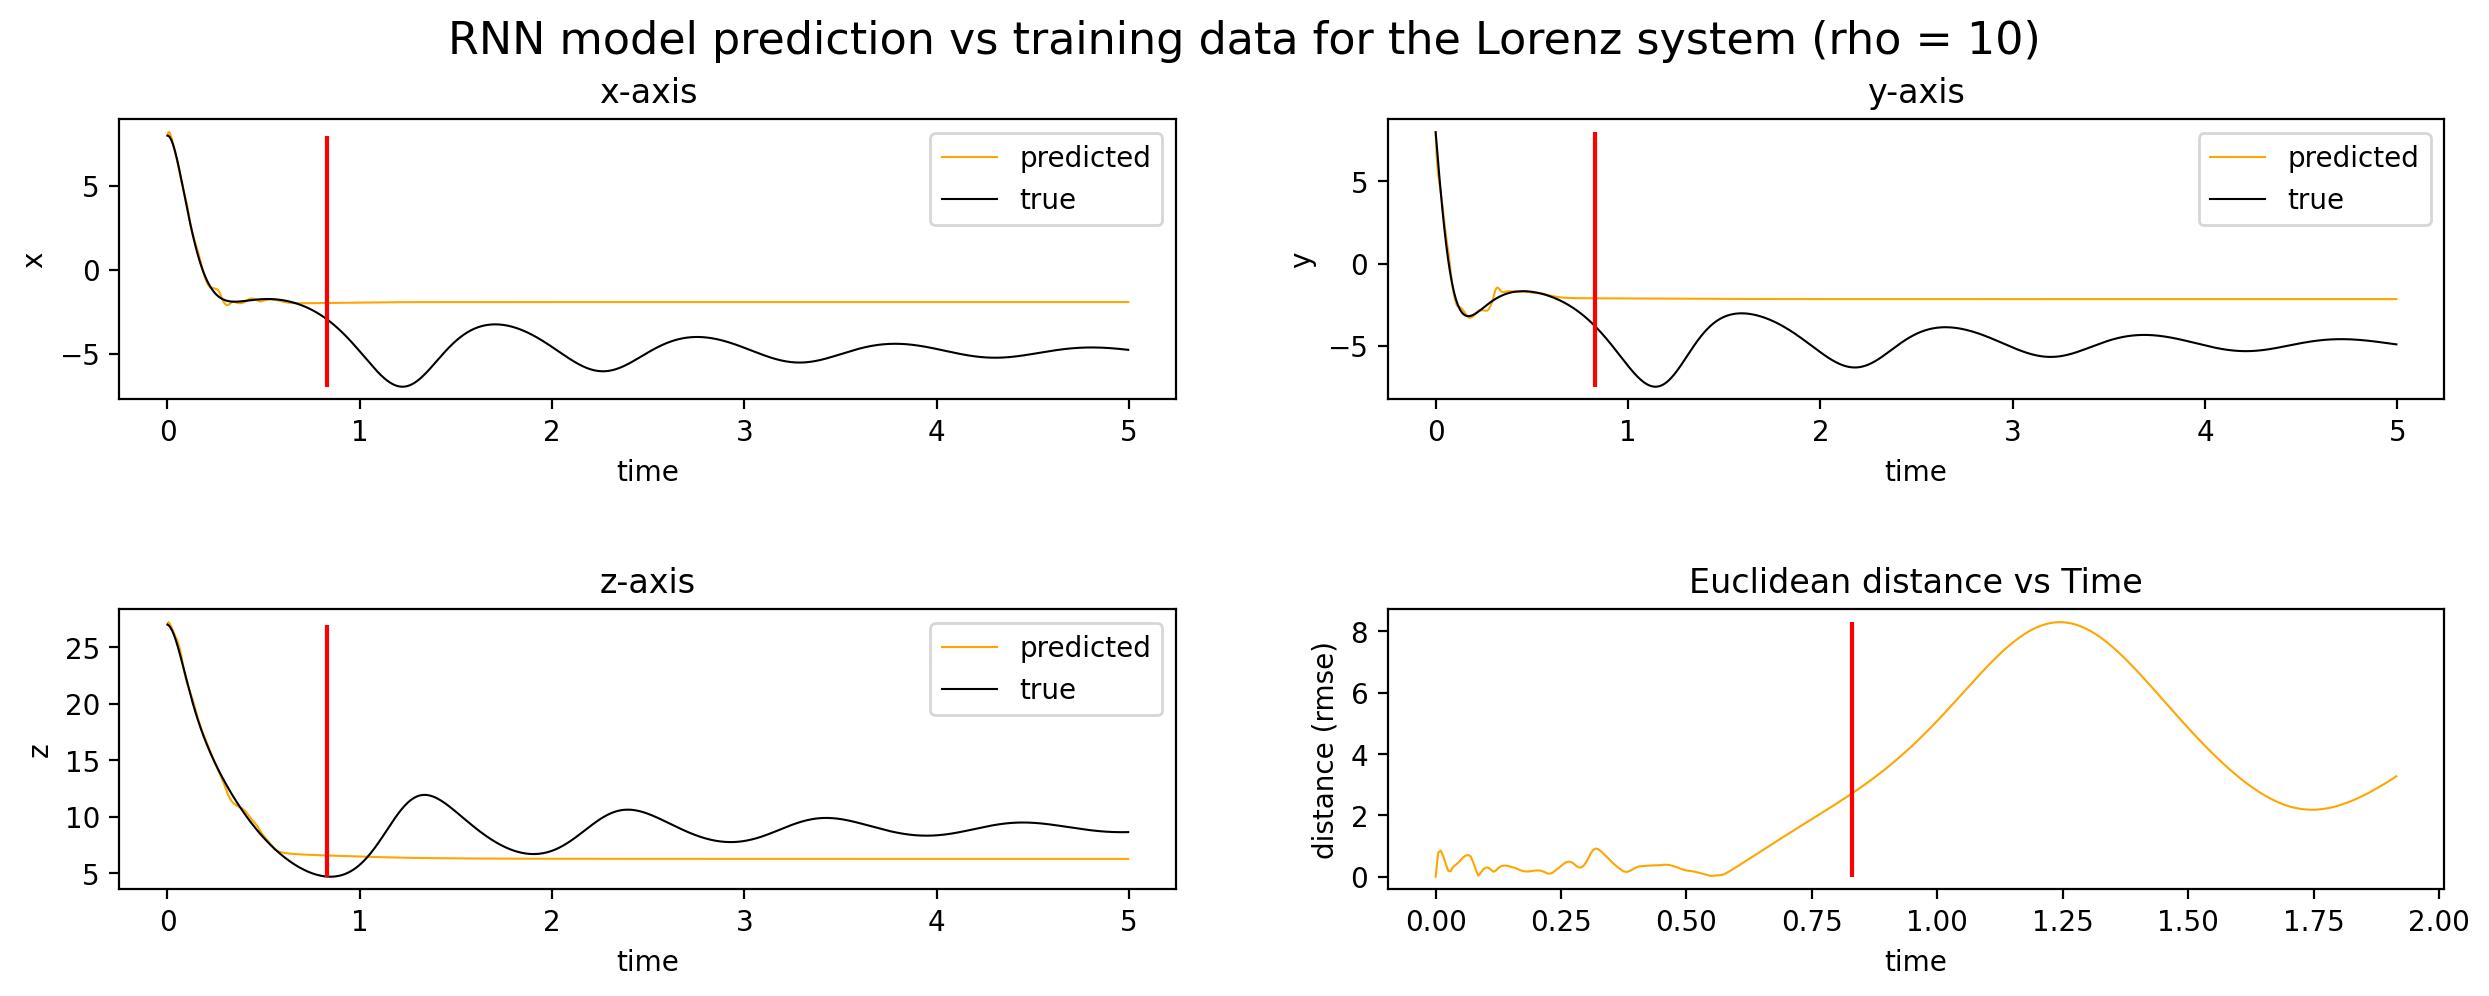 RNN model prediction vs training data for the Lorenz system (rho = 10)
x-axis
predicted
true
5
0
−5
x
0 1 2 3 4 5
time
y-axis
predicted
true
5
0
−5
y
0 1 2 3 4 5
time
z-axis
predicted
true
25
20
15
10
5
z
0 1 2 3 4 5
time
Euclidean distance vs Time
8
6
4
2
0
distance (rmse)
0.00 0.25 0.50 0.75 1.00 1.25 1.50 1.75 2.00
time